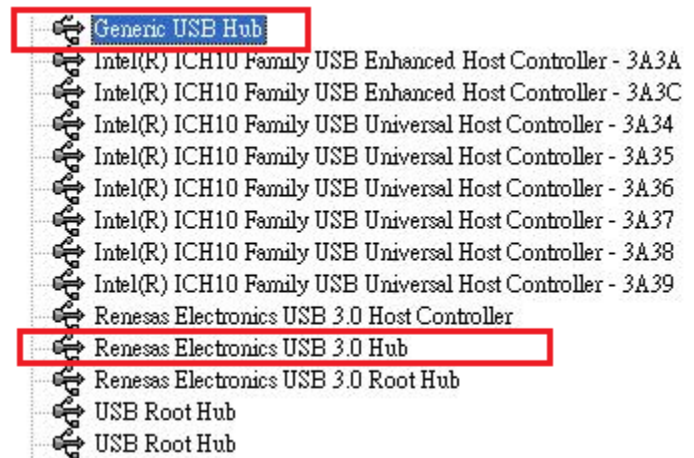 Generic USB Hub
Intel(R) ICH10 Family USB Enhanced Host Controller - 3A3A
Intel(R) ICH10 Family USB Enhanced Host Controller - 3A3C
Intel(R) ICH10 Family USB Universal Host Controller - 3A34
Intel(R) ICH10 Family USB Universal Host Controller - 3A35
Intel(R) ICH10 Family USB Universal Host Controller - 3A36
Intel(R) ICH10 Family USB Universal Host Controller - 3A37
Intel(R) ICH10 Family USB Universal Host Controller - 3A38
Intel(R) ICH10 Family USB Universal Host Controller - 3A39
Renesas Electronics USB 3.0 Host Controller
Renesas Electronics USB 3.0 Hub
Renesas Electronics USB 3.0 Root Hub
USB Root Hub
USB Root Hub